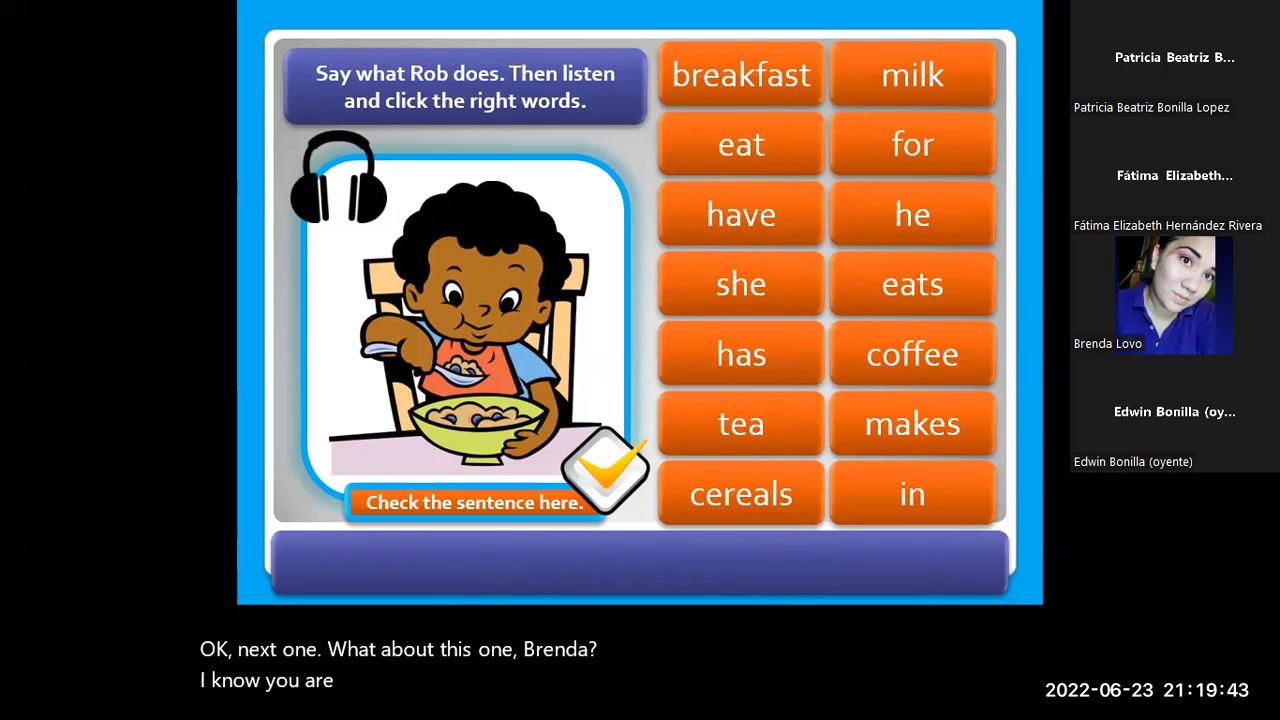 Say what Rob does. Then listen
and click the right words.
breakfast
milk
eat
for
have
he
she
eats
has
coffee
tea
makes
cereals
in
Check the sentence here.
Patricia Beatriz B...
Patricia Beatriz Bonilla Lopez
Fátima Elizabeth...
Fátima Elizabeth Hernández Rivera
Brenda Lovo
Edwin Bonilla (oy...
Edwin Bonilla (oyente)
OK, next one. What about this one, Brenda?
I know you are
2022-06-23 21:19:43